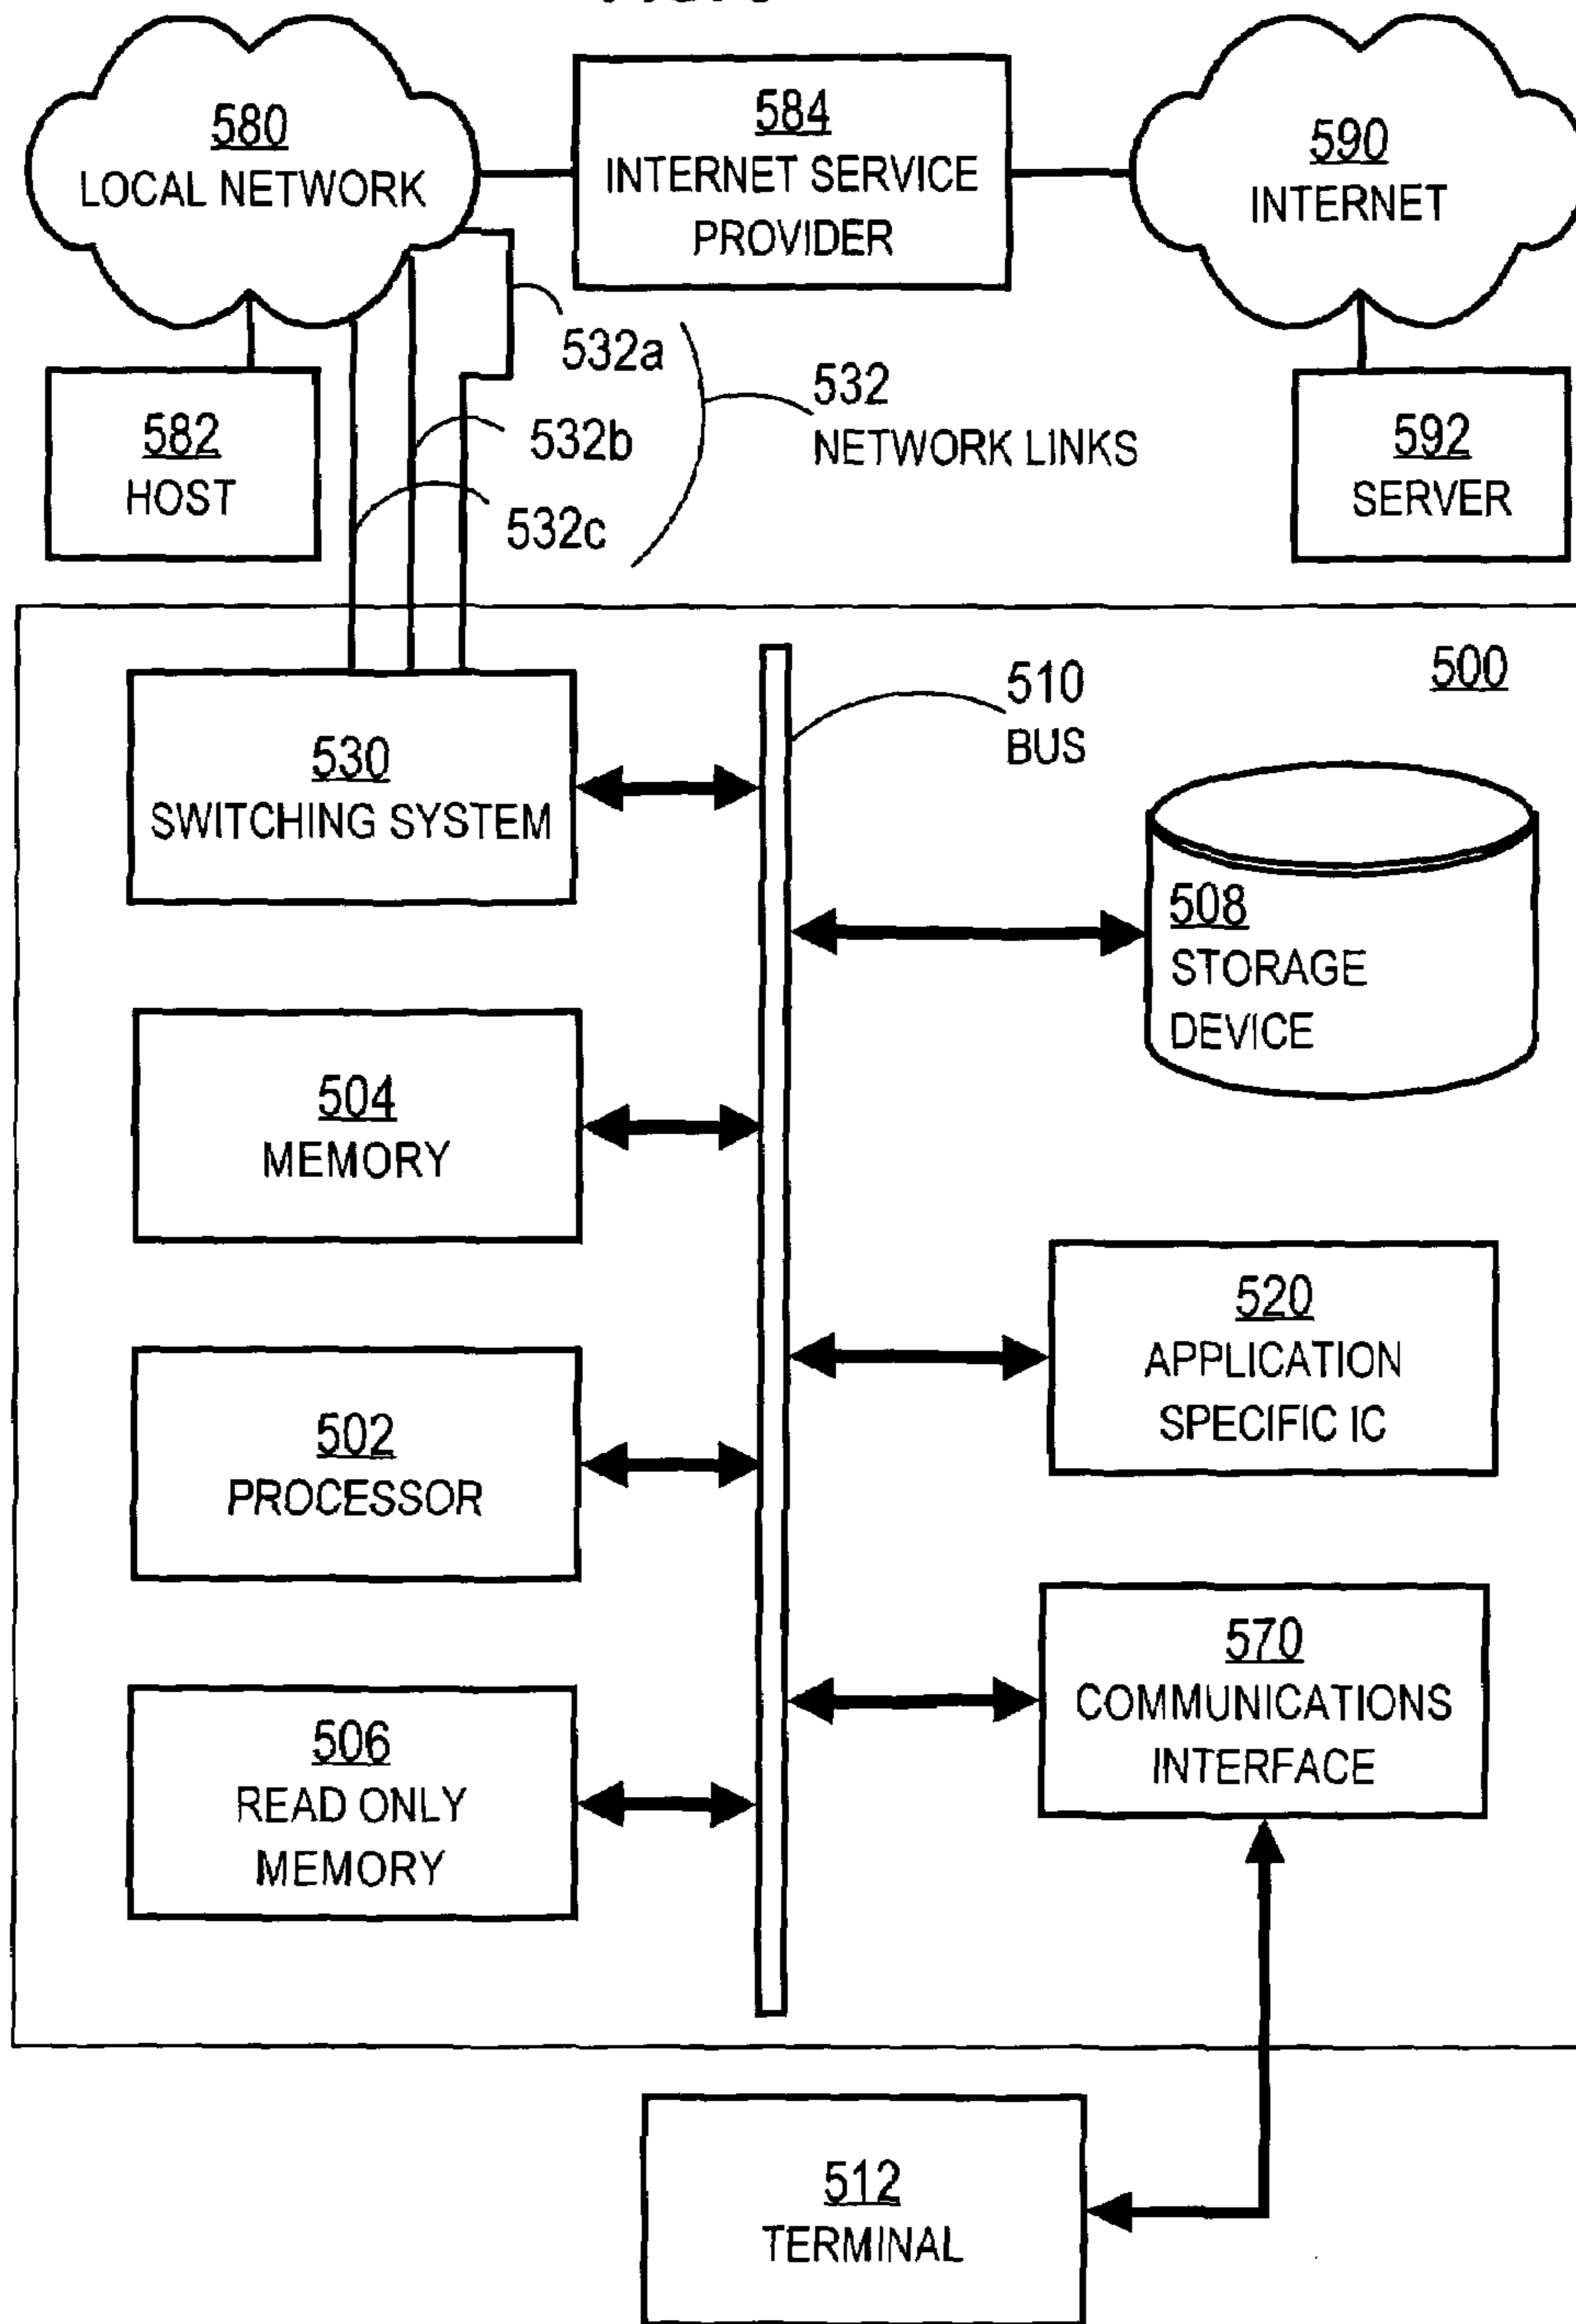 580
LOCAL NETWORK
584
INTERNET SERVICE
PROVIDER
590
INTERNET
532a
532b
532c
532
NETWORK LINKS
582
HOST
592
SERVER
500
510
BUS
530
SWITCHING SYSTEM
508
STORAGE
DEVICE
504
MEMORY
520
APPLICATION
SPECIFIC IC
502
PROCESSOR
570
COMMUNICATIONS
INTERFACE
506
READ ONLY
MEMORY
512
TERMINAL